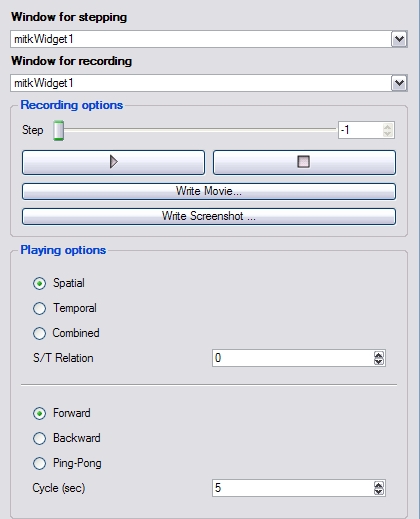 Window for stepping
mitkWidget1
Window for recording
mitkWidget1
Recording options
Step -1
Write Movie...
Write Screenshot ...
Playing options
Spatial
Temporal
Combined
S/T Relation 0
Forward
Backward
Ping-Pong
Cycle (sec) 5